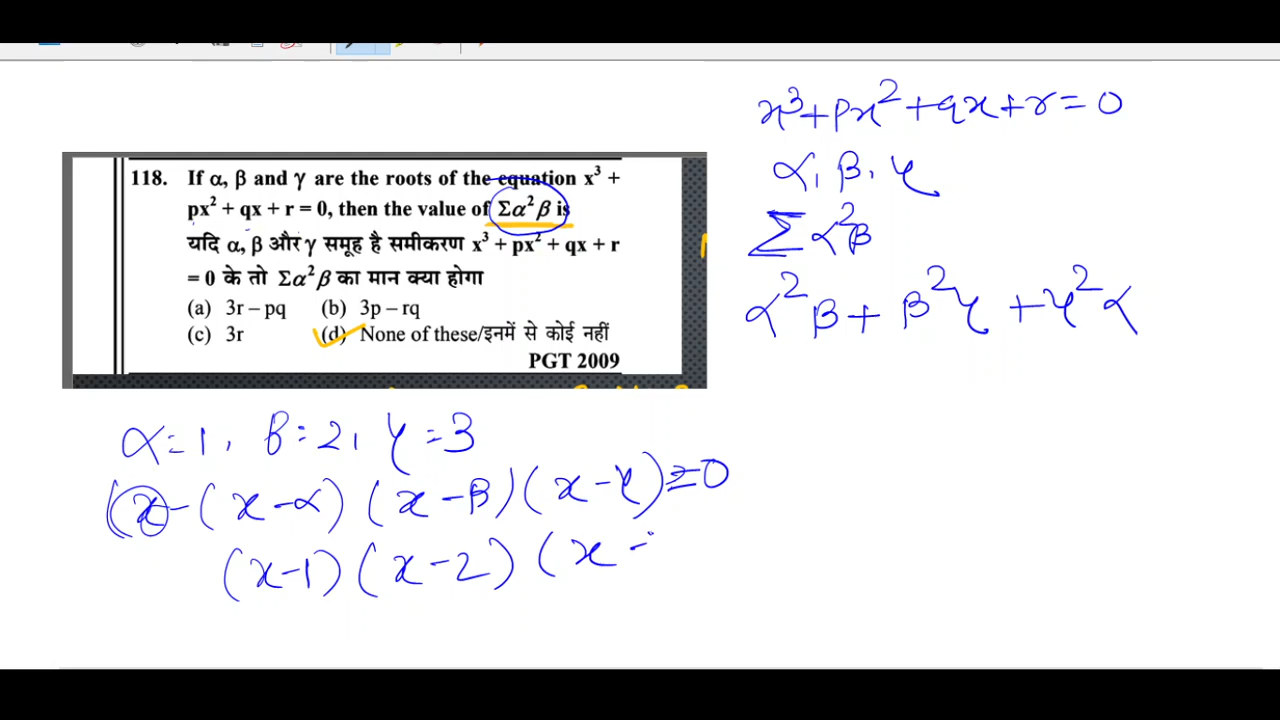 x³+px²+qx+r=0
α, β, γ
Σα²β
α²β + β²γ + γ²α
118. If α, β and γ are the roots of the equation x³ +
px² + qx + r = 0, then the value of Σα²β is
यदि α, β और γ समूह है समीकरण x³ + px² + qx + r
= 0 के तो Σα²β का मान क्या होगा
(a) 3r – pq (b) 3p – rq
(c) 3r (d) None of these/इनमें से कोई नहीं
PGT 2009
α=1, β=2, γ=3
(x-(x-α)(x-β)(x-γ)=0
(x-1)(x-2)(x-